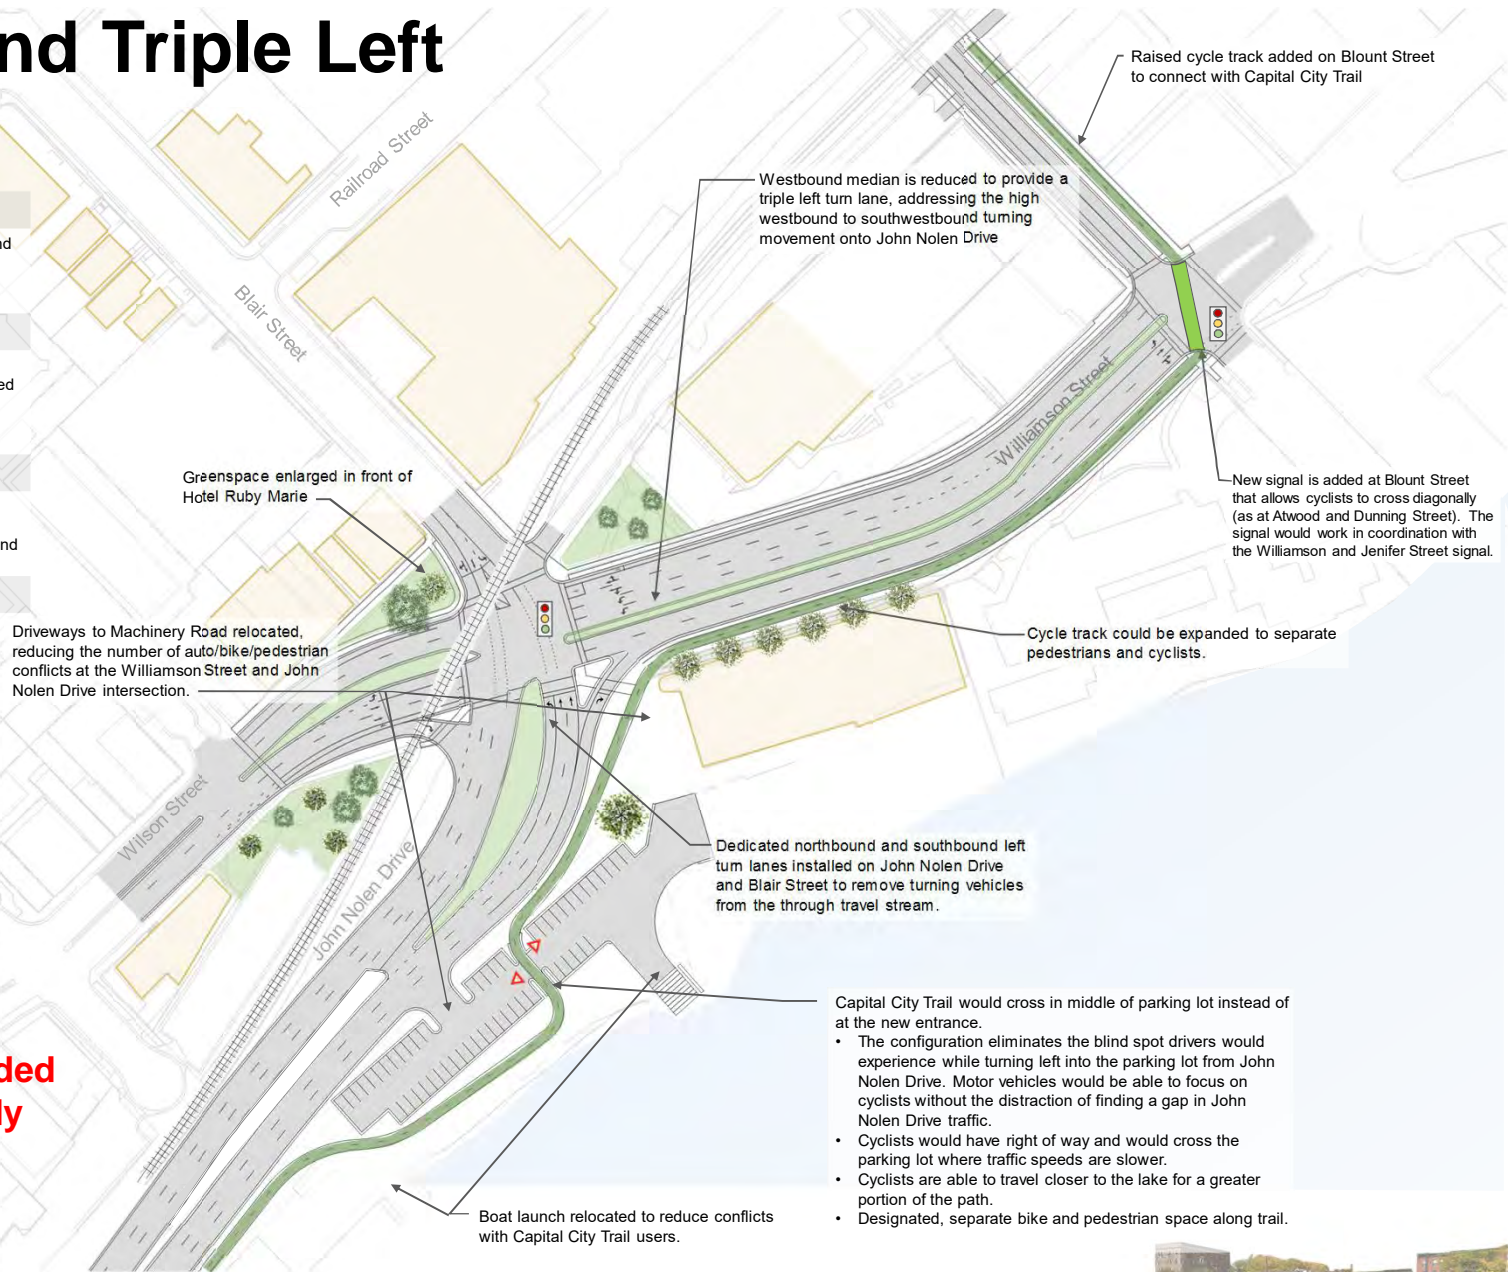 nd Triple Left
Raised cycle track added on Blount Street
to connect with Capital City Trail
Railroad Street
Westbound median is reduced to provide a
triple left turn lane, addressing the high
westbound to southwestbound turning
movement onto John Nolen Drive
nd
Blair Street
ed
Williamson Street
Greenspace enlarged in front of
Hotel Ruby Marie
New signal is added at Blount Street
that allows cyclists to cross diagonally
(as at Atwood and Dunning Street). The
signal would work in coordination with
the Williamson and Jenifer Street signal.
nd
Driveways to Machinery Road relocated,
reducing the number of auto/bike/pedestrian
conflicts at the Williamson Street and John
Nolen Drive intersection.
Cycle track could be expanded to separate
pedestrians and cyclists.
Wilson Street
John Nolen Drive
Dedicated northbound and southbound left
turn lanes installed on John Nolen Drive
and Blair Street to remove turning vehicles
from the through travel stream.
Capital City Trail would cross in middle of parking lot instead of
at the new entrance.
• The configuration eliminates the blind spot drivers would
experience while turning left into the parking lot from John
Nolen Drive. Motor vehicles would be able to focus on
cyclists without the distraction of finding a gap in John
Nolen Drive traffic.
• Cyclists would have right of way and would cross the
parking lot where traffic speeds are slower.
• Cyclists are able to travel closer to the lake for a greater
portion of the path.
• Designated, separate bike and pedestrian space along trail.
ded
ly
Boat launch relocated to reduce conflicts
with Capital City Trail users.